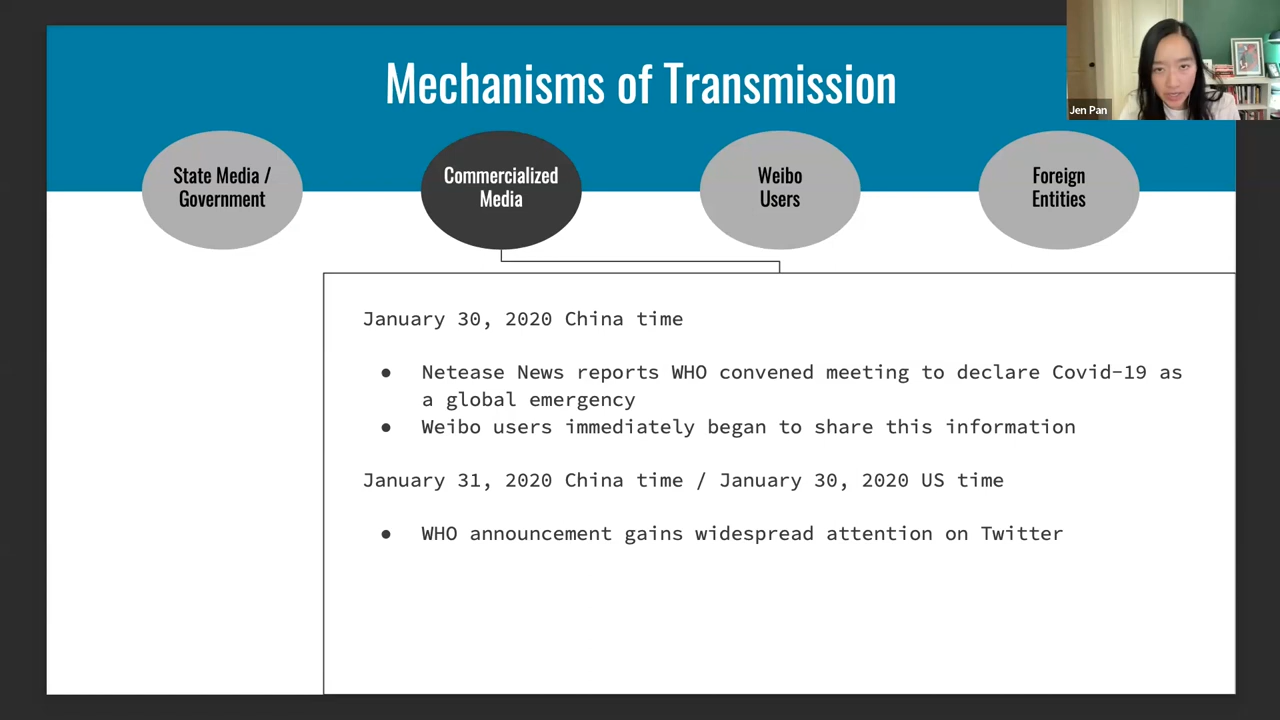 Mechanisms of Transmission
Jen Pan
State Media /
Government
Commercialized
Media
Weibo
Users
Foreign
Entities
January 30, 2020 China time
● Netease News reports WHO convened meeting to declare Covid-19 as
a global emergency
● Weibo users immediately began to share this information
January 31, 2020 China time / January 30, 2020 US time
● WHO announcement gains widespread attention on Twitter